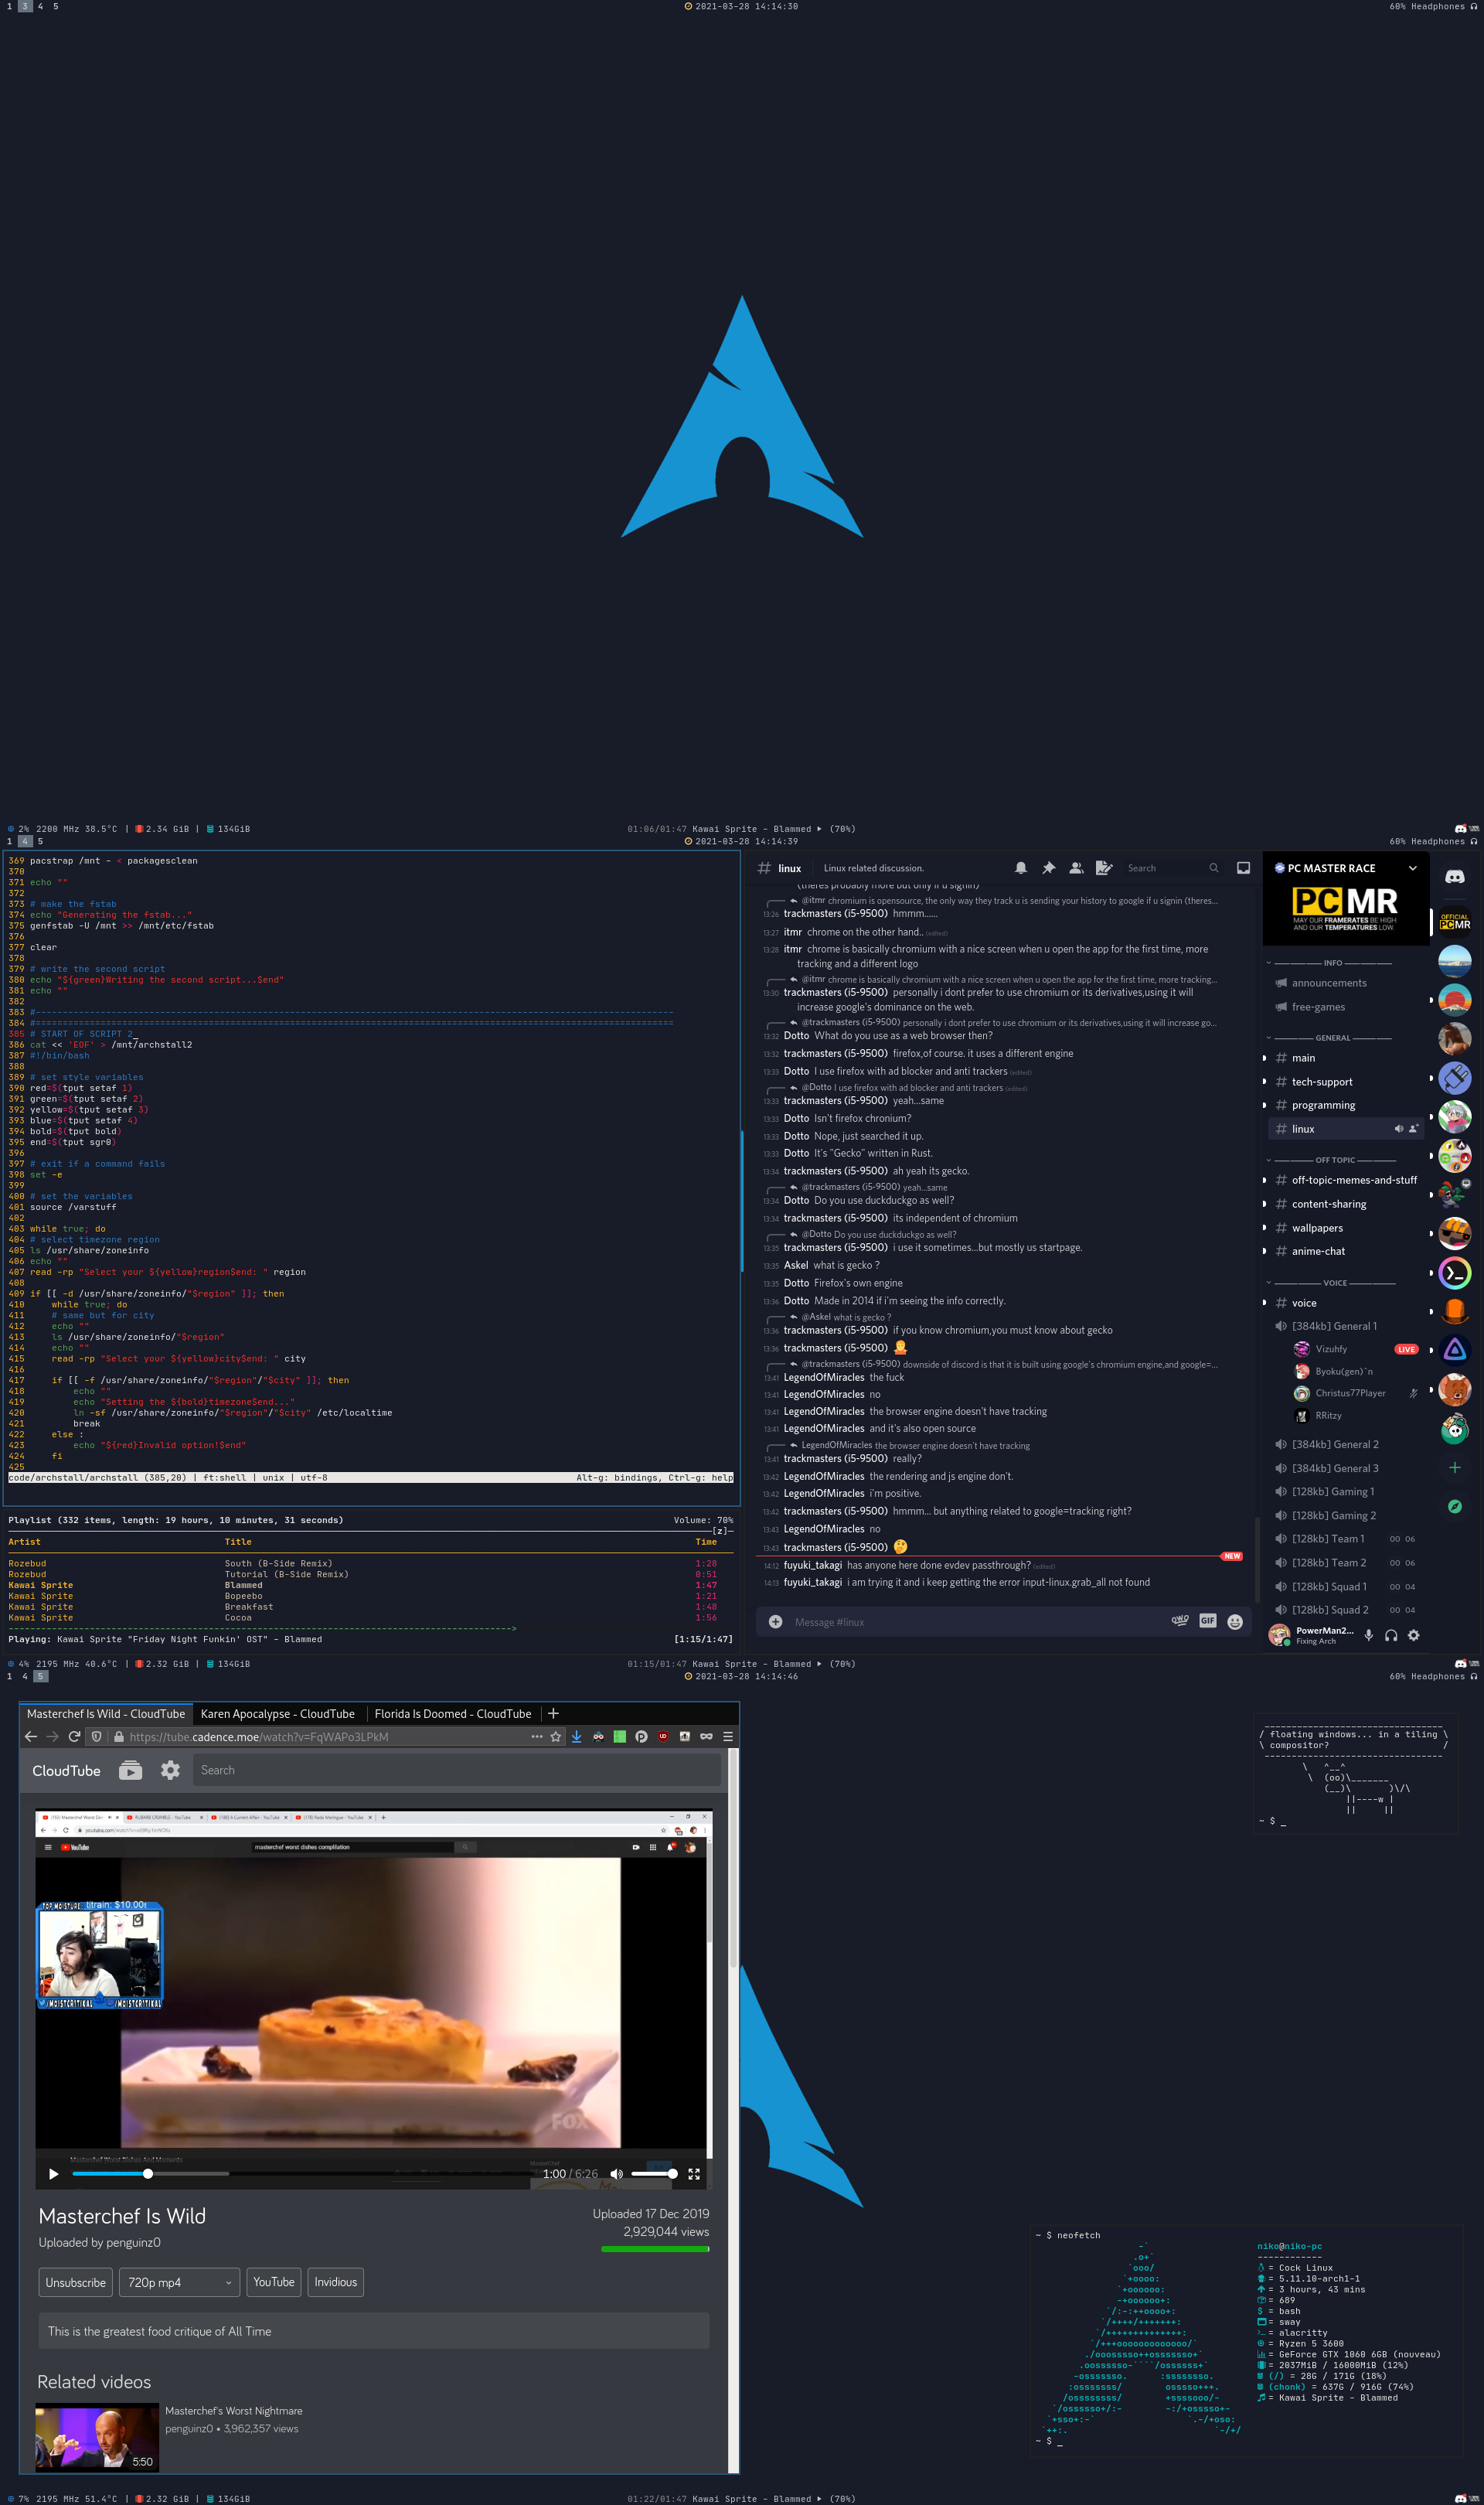 1 3 4 5
2021-03-28 14:14:30
60% Headphones
2% 2200 MHz 38.5°C | 2.34 GiB | 134GiB
01:06/01:47 Kawai Sprite - Blammed (70%)
1 4 5
2021-03-28 14:14:39
60% Headphones
369 pacstrap /mnt - < packagesclean
370
371 echo ""
372
373 # make the fstab
374 echo "Generating the fstab..."
375 genfstab -U /mnt >> /mnt/etc/fstab
376
377 clear
378
379 # write the second script
380 echo "${green}Writing the second script...$end"
381 echo ""
382
383 #----------------------------------------------------------------------
384 #======================================================================
385 # START OF SCRIPT 2_
386 cat << 'EOF' > /mnt/archstall2
387 #!/bin/bash
388
389 # set style variables
390 red=$(tput setaf 1)
391 green=$(tput setaf 2)
392 yellow=$(tput setaf 3)
393 blue=$(tput setaf 4)
394 bold=$(tput bold)
395 end=$(tput sgr0)
396
397 # exit if a command fails
398 set -e
399
400 # set the variables
401 source /varstuff
402
403 while true; do
404 # select timezone region
405 ls /usr/share/zoneinfo
406 echo ""
407 read -rp "Select your ${yellow}region$end: " region
408
409 if [[ -d /usr/share/zoneinfo/"$region" ]]; then
410     while true; do
411     # same but for city
412     echo ""
413     ls /usr/share/zoneinfo/"$region"
414     echo ""
415     read -rp "Select your ${yellow}city$end: " city
416
417     if [[ -f /usr/share/zoneinfo/"$region"/"$city" ]]; then
418         echo ""
419         echo "Setting the ${bold}timezone$end..."
420         ln -sf /usr/share/zoneinfo/"$region"/"$city" /etc/localtime
421         break
422     else :
423         echo "${red}Invalid option!$end"
424     fi
425
code/archstall/archstall (385,20) | ft:shell | unix | utf-8 Alt-g: bindings, Ctrl-g: help
Playlist (332 items, length: 19 hours, 10 minutes, 31 seconds) Volume: 70%
[z]
Artist Title Time
Rozebud South (B-Side Remix) 1:28
Rozebud Tutorial (B-Side Remix) 0:51
Kawai Sprite Blammed 1:47
Kawai Sprite Bopeebo 1:21
Kawai Sprite Breakfast 1:48
Kawai Sprite Cocoa 1:56
Playing: Kawai Sprite "Friday Night Funkin' OST" - Blammed [1:15/1:47]
# linux Linux related discussion. Search
(theres probably more but only if u signin)
@itmr chromium is opensource, the only way they track u is sending your history to google if u signin (theres...
13:26 trackmasters (i5-9500) hmmm......
13:27 itmr chrome on the other hand.. (edited)
13:28 itmr chrome is basically chromium with a nice screen when u open the app for the first time, more
tracking and a different logo
@itmr chrome is basically chromium with a nice screen when u open the app for the first time, more tracking...
13:30 trackmasters (i5-9500) personally i dont prefer to use chromium or its derivatives,using it will
increase google's dominance on the web.
@trackmasters (i5-9500) personally i dont prefer to use chromium or its derivatives,using it will increase go...
13:32 Dotto What do you use as a web browser then?
13:32 trackmasters (i5-9500) firefox,of course. it uses a different engine
13:33 Dotto I use firefox with ad blocker and anti trackers (edited)
@Dotto I use firefox with ad blocker and anti trackers (edited)
13:33 trackmasters (i5-9500) yeah...same
13:33 Dotto Isn't firefox chronium?
13:33 Dotto Nope, just searched it up.
13:33 Dotto It's "Gecko" written in Rust.
13:34 trackmasters (i5-9500) ah yeah its gecko.
@trackmasters (i5-9500) yeah...same
13:34 Dotto Do you use duckduckgo as well?
13:34 trackmasters (i5-9500) its independent of chromium
@Dotto Do you use duckduckgo as well?
13:35 trackmasters (i5-9500) i use it sometimes...but mostly us startpage.
13:35 Askel what is gecko ?
13:35 Dotto Firefox's own engine
13:36 Dotto Made in 2014 if i'm seeing the info correctly.
@Askel what is gecko ?
13:36 trackmasters (i5-9500) if you know chromium,you must know about gecko
13:36 trackmasters (i5-9500)
@trackmasters (i5-9500) downside of discord is that it is built using google's chromium engine,and google=...
13:41 LegendOfMiracles the fuck
13:41 LegendOfMiracles no
13:41 LegendOfMiracles the browser engine doesn't have tracking
13:41 LegendOfMiracles and it's also open source
LegendOfMiracles the browser engine doesn't have tracking
13:41 trackmasters (i5-9500) really?
13:42 LegendOfMiracles the rendering and js engine don't.
13:42 LegendOfMiracles i'm positive.
13:42 trackmasters (i5-9500) hmmm... but anything related to google=tracking right?
13:43 LegendOfMiracles no
13:43 trackmasters (i5-9500)
NEW
14:12 fuyuki_takagi has anyone here done evdev passthrough? (edited)
14:13 fuyuki_takagi i am trying it and i keep getting the error input-linux.grab_all not found
Message #linux GIF
PC MASTER RACE
PCMR
MAY OUR FRAMERATES BE HIGH
AND OUR TEMPERATURES LOW.
OFFICIAL
PCMR
INFO
announcements
free-games
GENERAL
# main
# tech-support
# programming
# linux
OFF TOPIC
# off-topic-memes-and-stuff
# content-sharing
# wallpapers
# anime-chat
VOICE
# voice
[384kb] General 1
Vizuhfy LIVE
Byoku(gen)`n
Christus77Player
RRitzy
[384kb] General 2
[384kb] General 3
[128kb] Gaming 1
[128kb] Gaming 2
[128kb] Team 1 00 06
[128kb] Team 2 00 06
[128kb] Squad 1 00 04
[128kb] Squad 2 00 04
PowerMan2...
Fixing Arch
4% 2195 MHz 40.6°C | 2.32 GiB | 134GiB
01:15/01:47 Kawai Sprite - Blammed (70%)
1 4 5
2021-03-28 14:14:46
60% Headphones
Masterchef Is Wild - CloudTube Karen Apocalypse - CloudTube Florida Is Doomed - CloudTube
https://tube.cadence.moe/watch?v=FqWAPo3LPkM
CloudTube Search
YouTube masterchef worst dishes complilation
TOP MOISTURE: litrain: $10.00
/MOISTCR1TIKAL /MOISTCR1TIKAL
FOX
1:00 / 6:26
Masterchef Is Wild
Uploaded by penguinz0
Uploaded 17 Dec 2019
2,929,044 views
Unsubscribe 720p mp4 YouTube Invidious
This is the greatest food critique of All Time
Related videos
Masterchef's Worst Nightmare
penguinz0 • 3,962,357 views
5:50
/ floating windows... in a tiling \
\ compositor? /
\ ^__^
\ (oo)\_______
(__)\ )\/\
||----w |
|| ||
~ $ _
~ $ neofetch
niko@niko-pc
------------
= Cock Linux
= 5.11.10-arch1-1
= 3 hours, 43 mins
= 689
$ = bash
= sway
= alacritty
= Ryzen 5 3600
= GeForce GTX 1060 6GB (nouveau)
= 2037MiB / 16000MiB (12%)
(/) = 28G / 171G (18%)
(chonk) = 637G / 916G (74%)
= Kawai Sprite - Blammed
~ $ _
7% 2195 MHz 51.4°C | 2.32 GiB | 134GiB
01:22/01:47 Kawai Sprite - Blammed (70%)